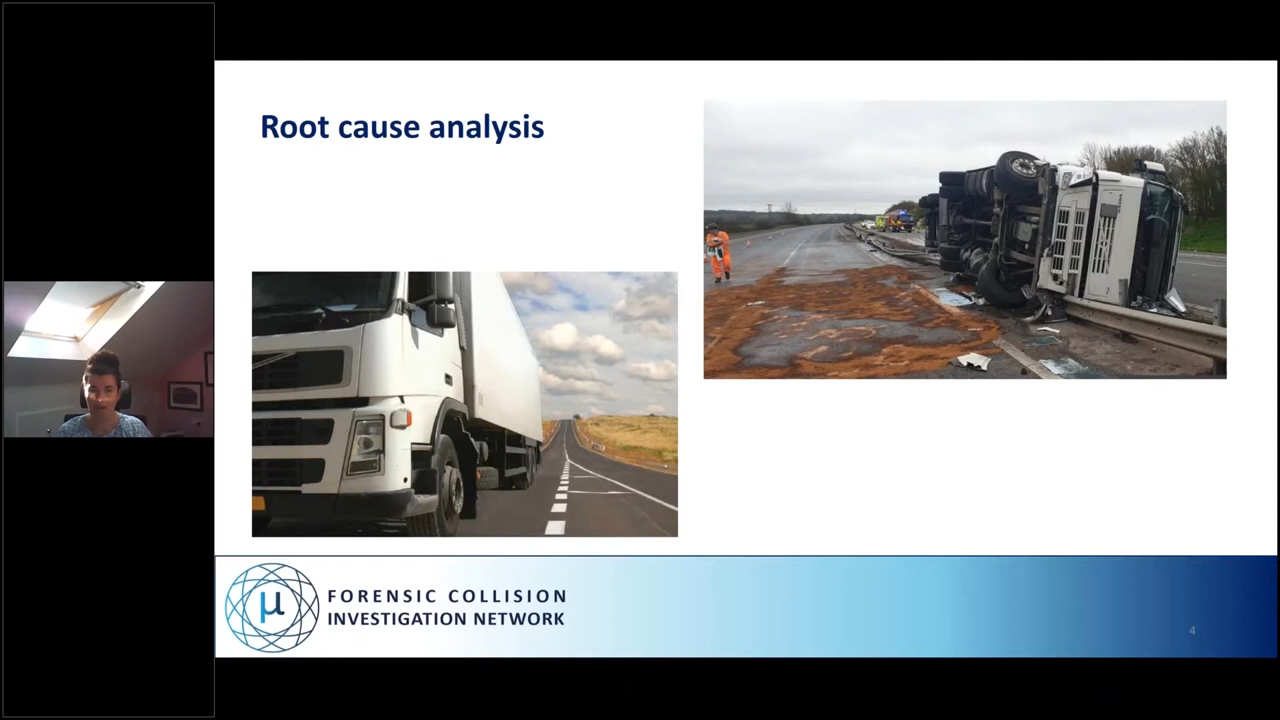 Root cause analysis
FORENSIC COLLISION
INVESTIGATION NETWORK
μ
4